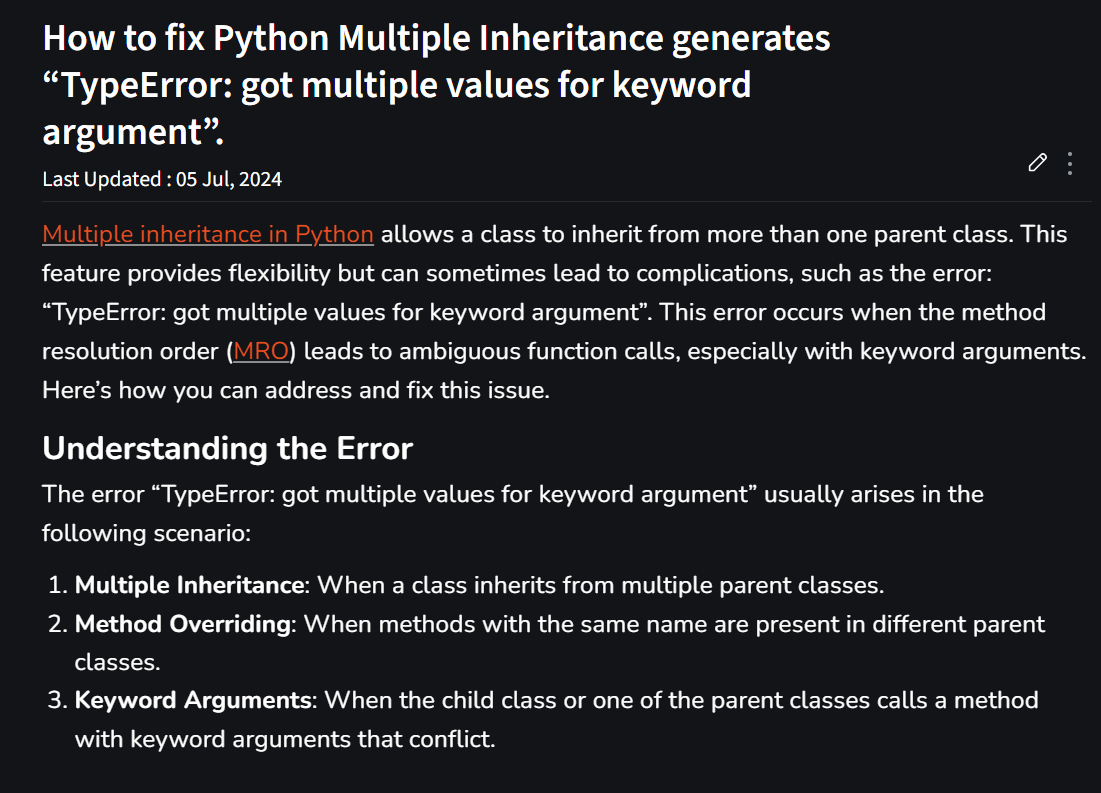 How to fix Python Multiple Inheritance generates
“TypeError: got multiple values for keyword
argument”.
Last Updated : 05 Jul, 2024
Multiple inheritance in Python allows a class to inherit from more than one parent class. This
feature provides flexibility but can sometimes lead to complications, such as the error:
“TypeError: got multiple values for keyword argument”. This error occurs when the method
resolution order (MRO) leads to ambiguous function calls, especially with keyword arguments.
Here’s how you can address and fix this issue.
Understanding the Error
The error “TypeError: got multiple values for keyword argument” usually arises in the
following scenario:
1. Multiple Inheritance: When a class inherits from multiple parent classes.
2. Method Overriding: When methods with the same name are present in different parent
classes.
3. Keyword Arguments: When the child class or one of the parent classes calls a method
with keyword arguments that conflict.